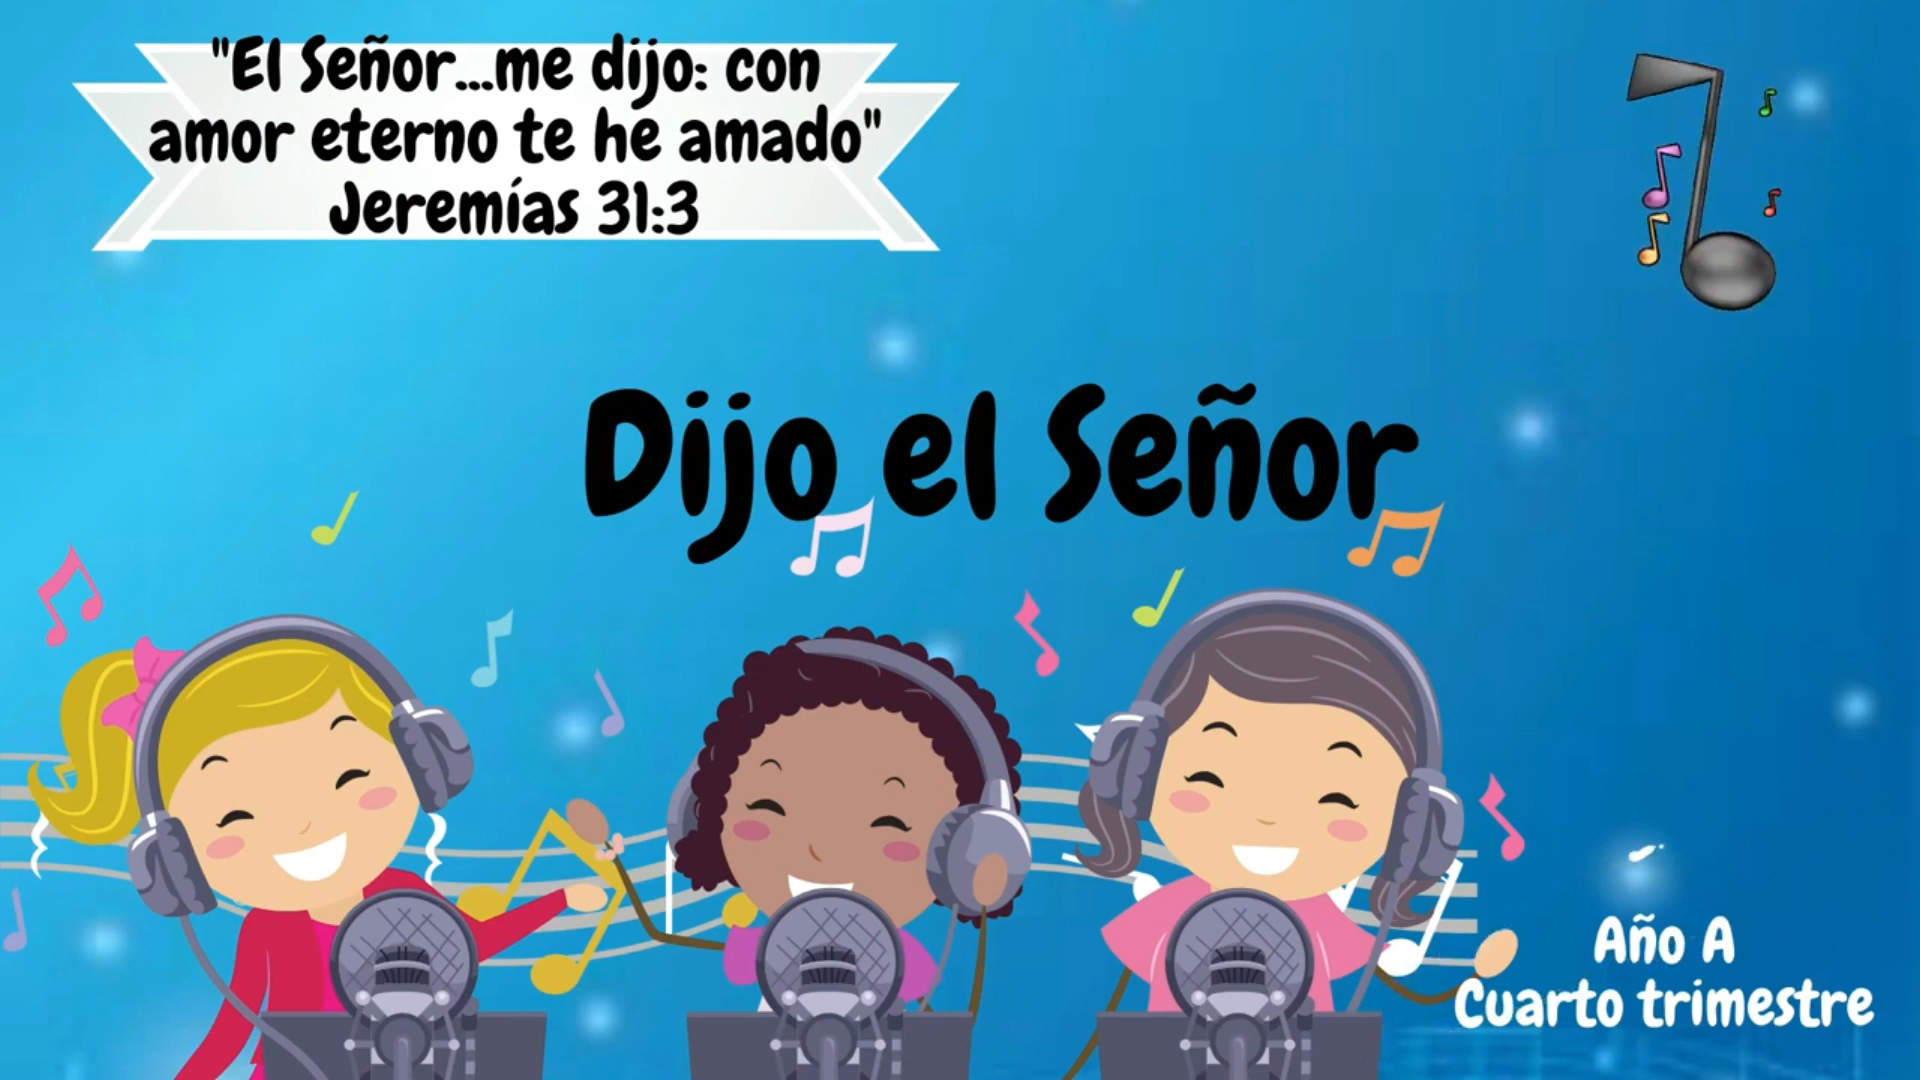 "El Señor...me dijo: con
amor eterno te he amado"
Jeremías 31:3
Dijo el Señor
Año A
Cuarto trimestre